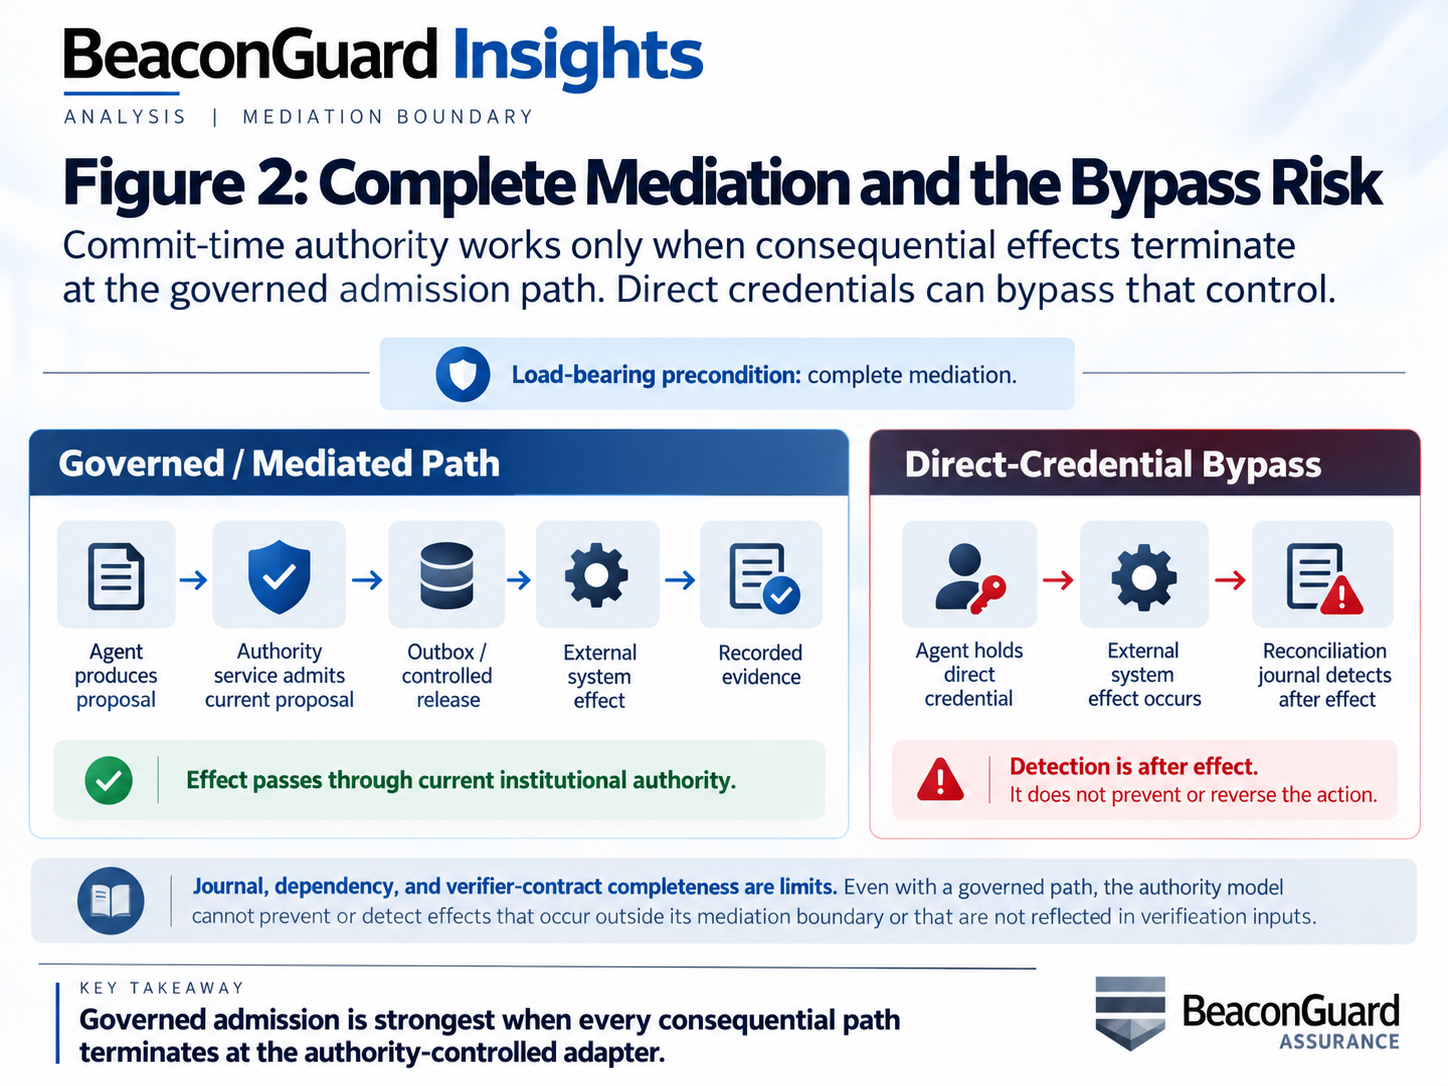 BeaconGuard Insights
ANALYSIS | MEDIATION BOUNDARY
Figure 2: Complete Mediation and the Bypass Risk
Commit-time authority works only when consequential effects terminate
at the governed admission path. Direct credentials can bypass that control.
Load-bearing precondition: complete mediation.
Governed / Mediated Path
Agent
produces
proposal
Authority
service admits
current proposal
Outbox /
controlled
release
External
system
effect
Recorded
evidence
Effect passes through current institutional authority.
Direct-Credential Bypass
Agent holds
direct
credential
External
system
effect occurs
Reconciliation
journal detects
after effect
Detection is after effect.
It does not prevent or reverse the action.
Journal, dependency, and verifier-contract completeness are limits. Even with a governed path, the authority model
cannot prevent or detect effects that occur outside its mediation boundary or that are not reflected in verifieation inputs.
KEY TAKEAWAY
Governed admission is strongest when every consequential path
terminates at the authority-controlled adapter.
BeaconGuard
ASSURANCE